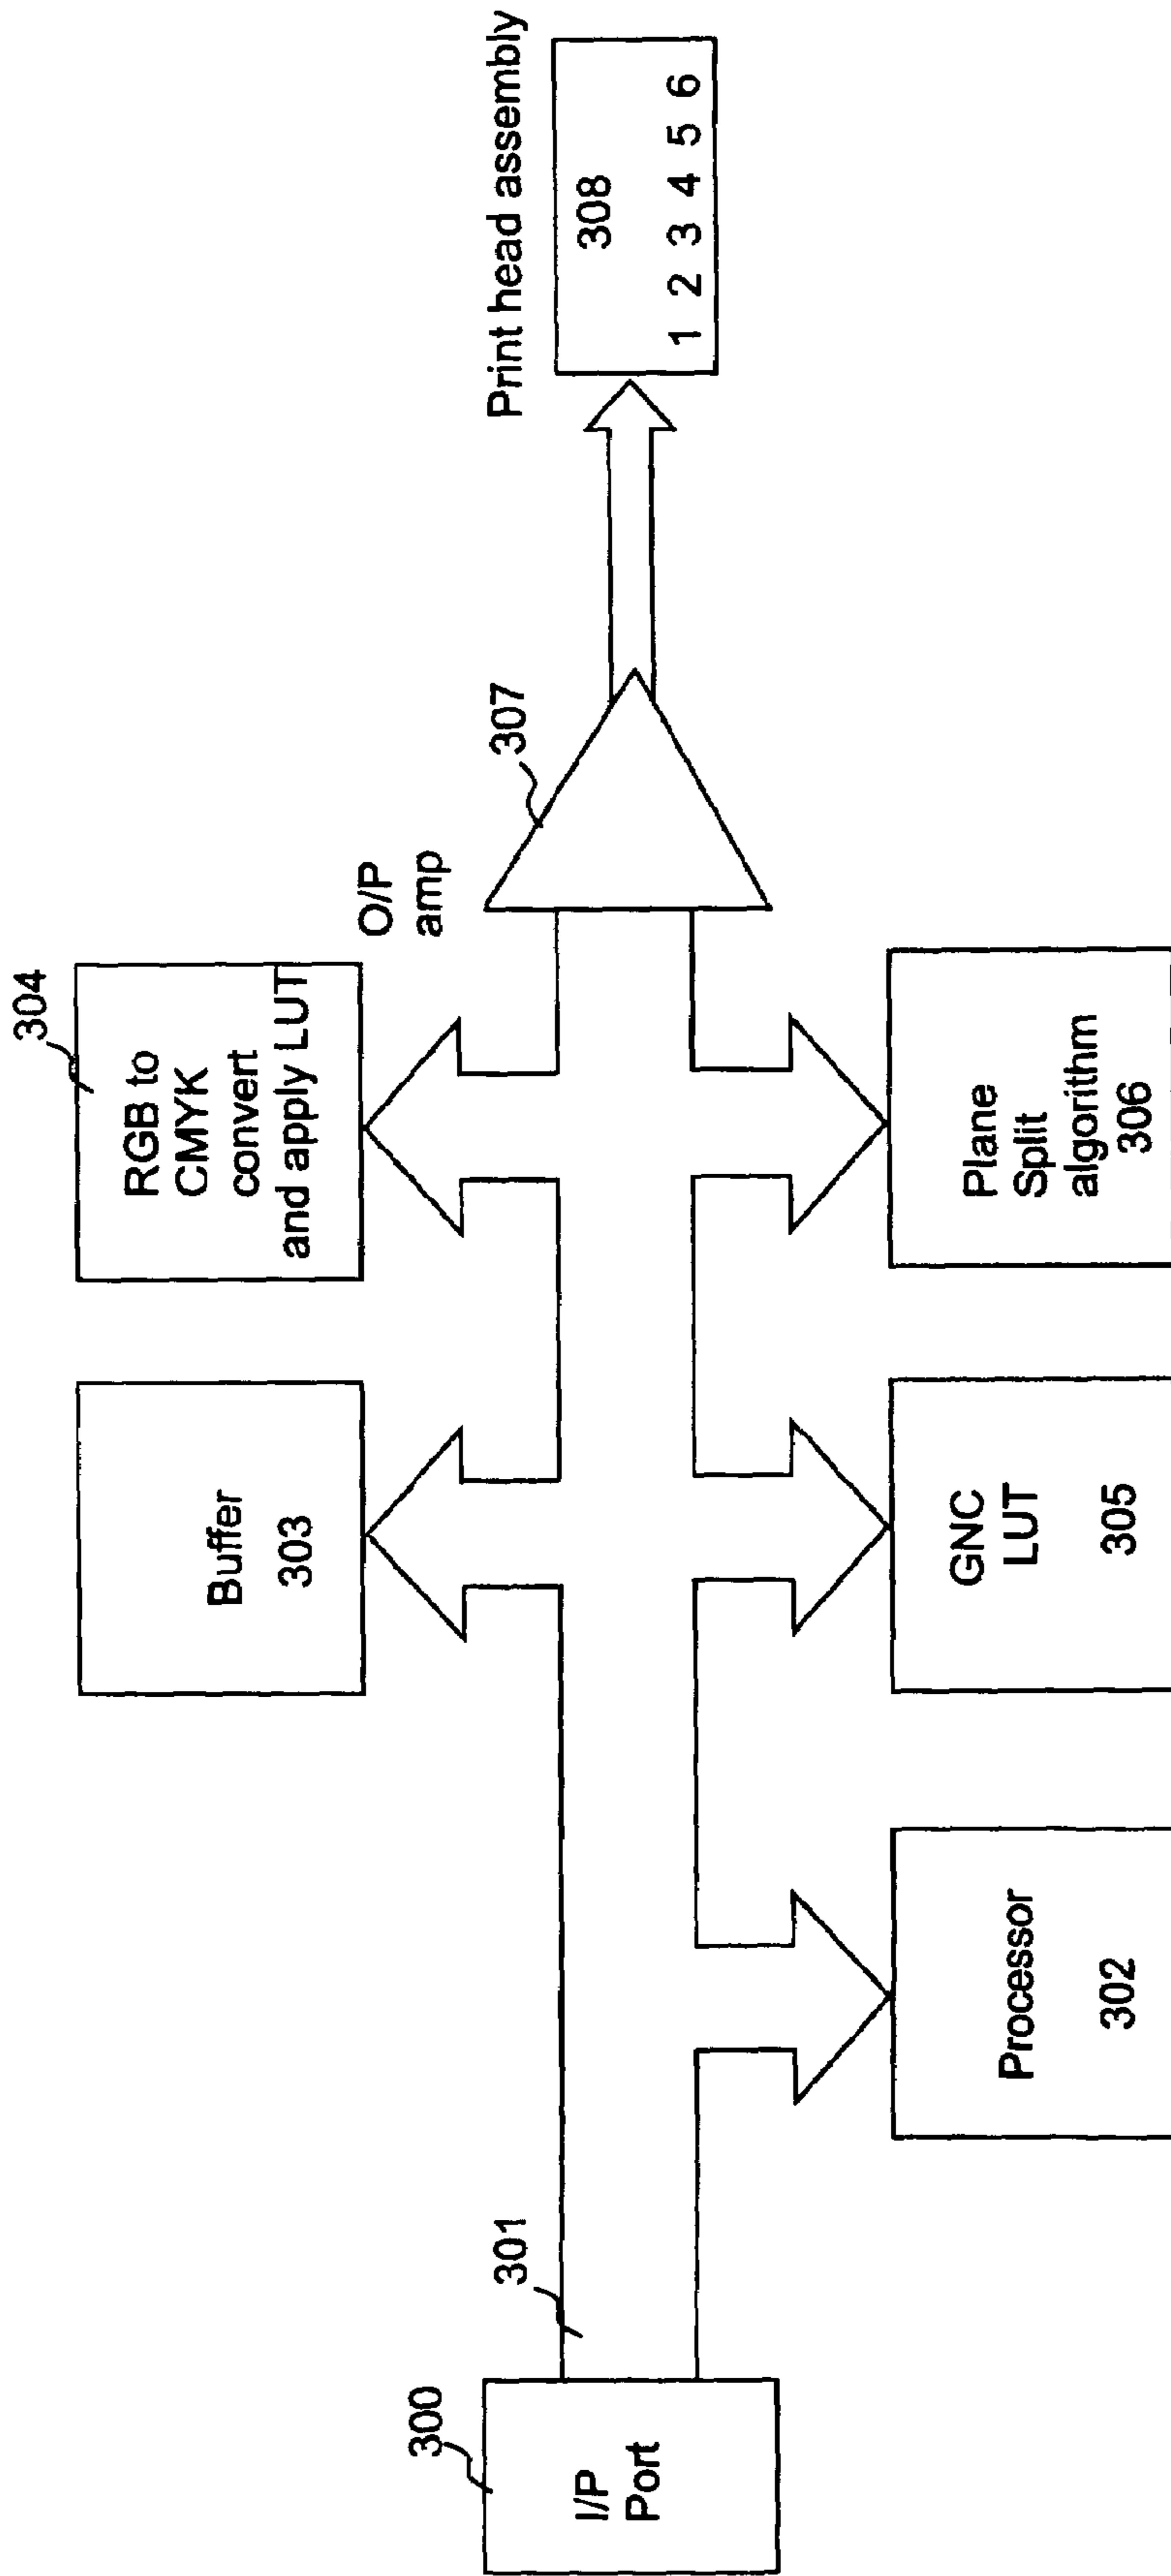 304
RGB to
CMYK
convert
and apply LUT
Buffer
303
O/P
amp
307
Print head assembly
308
1 2 3 4 5 6
300
I/P
Port
301
Processor
302
GNC
LUT
305
Plane
Split
algorithm
306